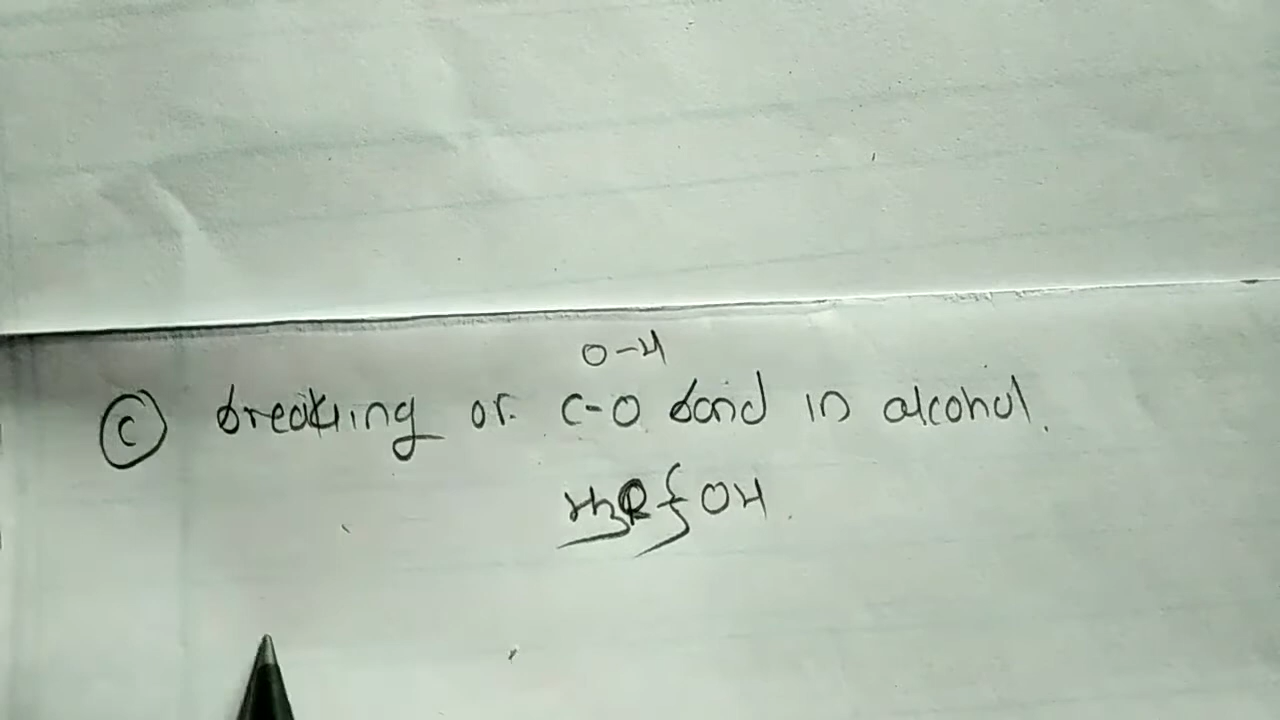 O-H
(C) breaking of C-O bond in alcohol.
R{OH.